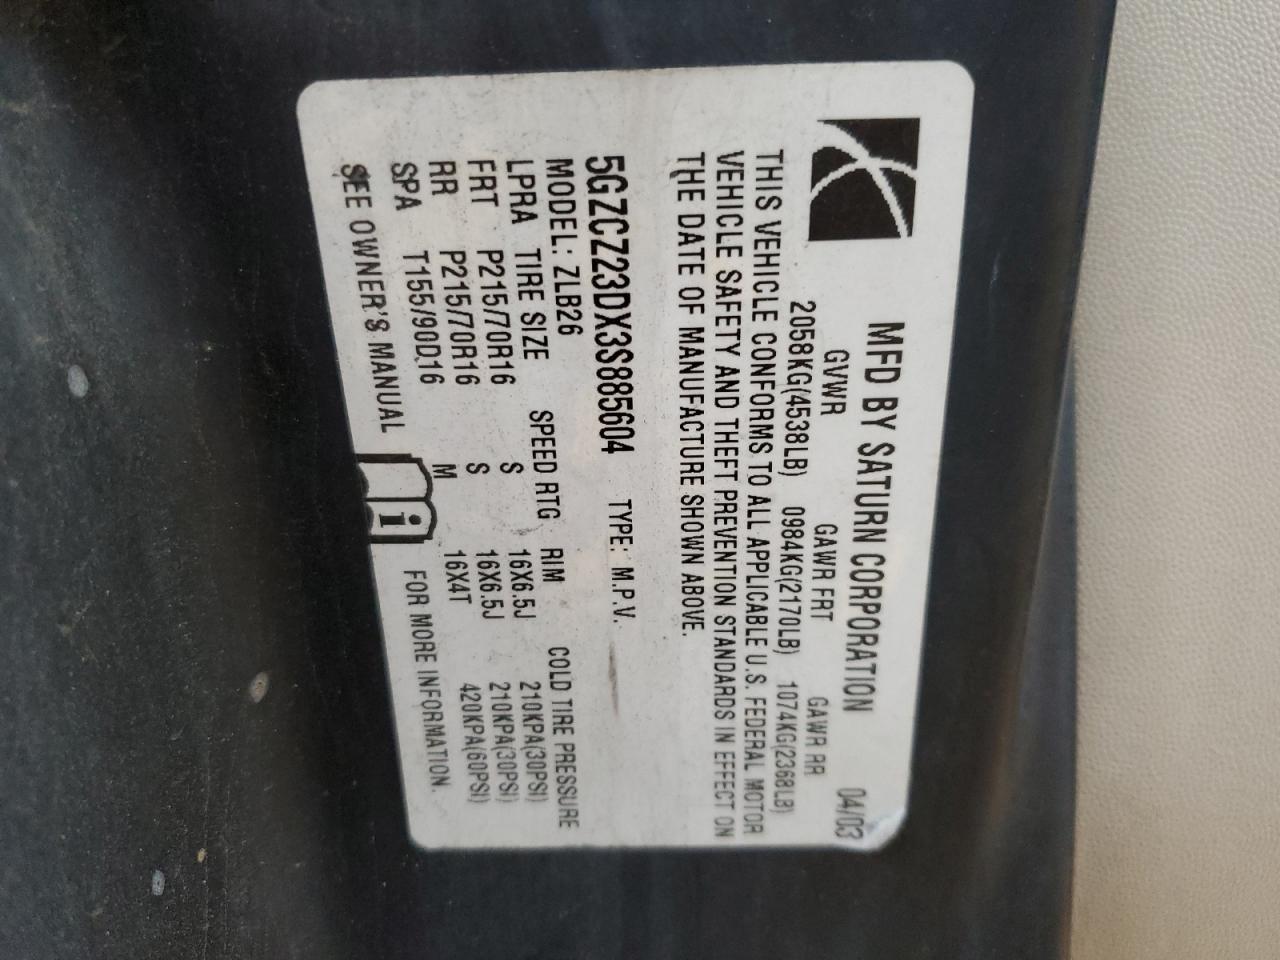 MFD BY SATURN CORPORATION 04/03
GVWR GAWR FRT GAWR RR
2058KG(4538LB) 0984KG(2170LB) 1074KG(2368LB)
THIS VEHICLE CONFORMS TO ALL APPLICABLE U.S. FEDERAL MOTOR
VEHICLE SAFETY AND THEFT PREVENTION STANDARDS IN EFFECT ON
THE DATE OF MANUFACTURE SHOWN ABOVE.
5GZCZ23DX3S885604 TYPE: M.P.V.
MODEL: ZLB26
LPRA TIRE SIZE SPEED RTG RIM COLD TIRE PRESSURE
FRT P215/70R16 S 16X6.5J 210KPA(30PSI)
RR P215/70R16 S 16X6.5J 210KPA(30PSI)
SPA T155/90D16 M 16X4T 420KPA(60PSI)
SEE OWNER'S MANUAL i FOR MORE INFORMATION.